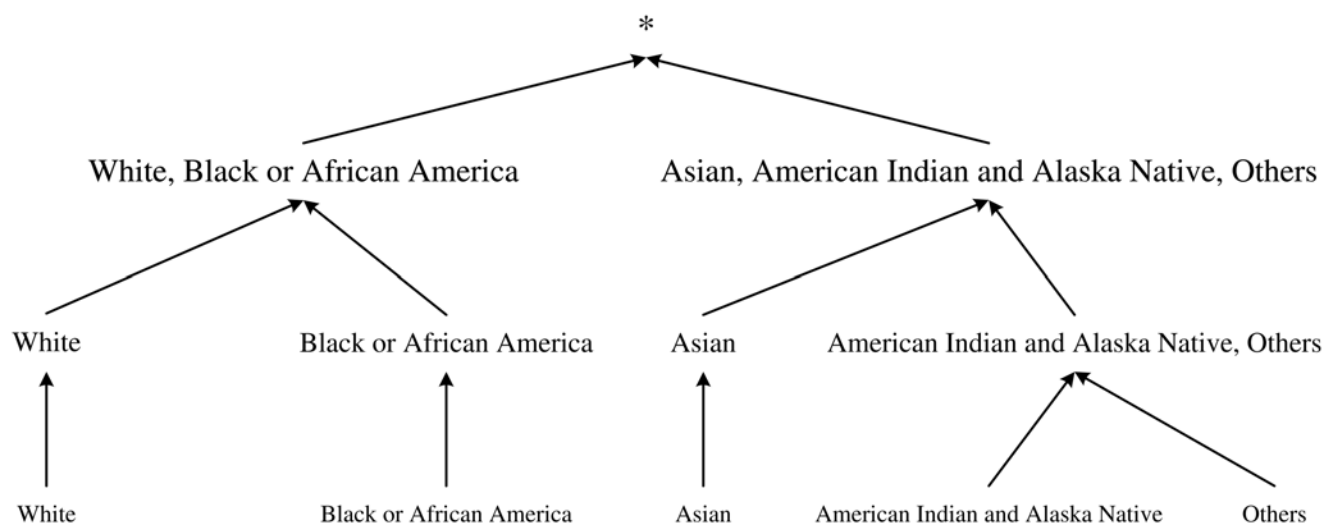 *
White, Black or African America
Asian, American Indian and Alaska Native, Others
White
Black or African America
Asian
American Indian and Alaska Native, Others
White
Black or African America
Asian
American Indian and Alaska Native
Others